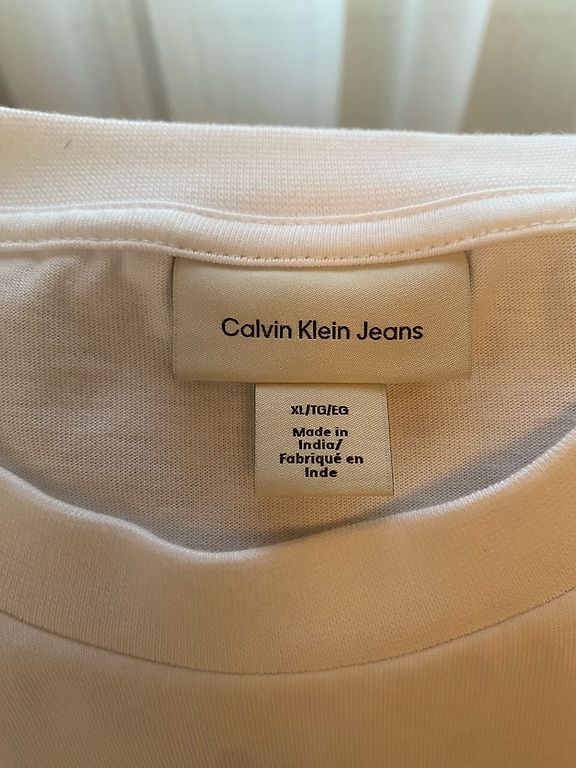 Calvin Klein Jeans
XL/TG/EG
Made in
India/
Fabriqué en
Inde